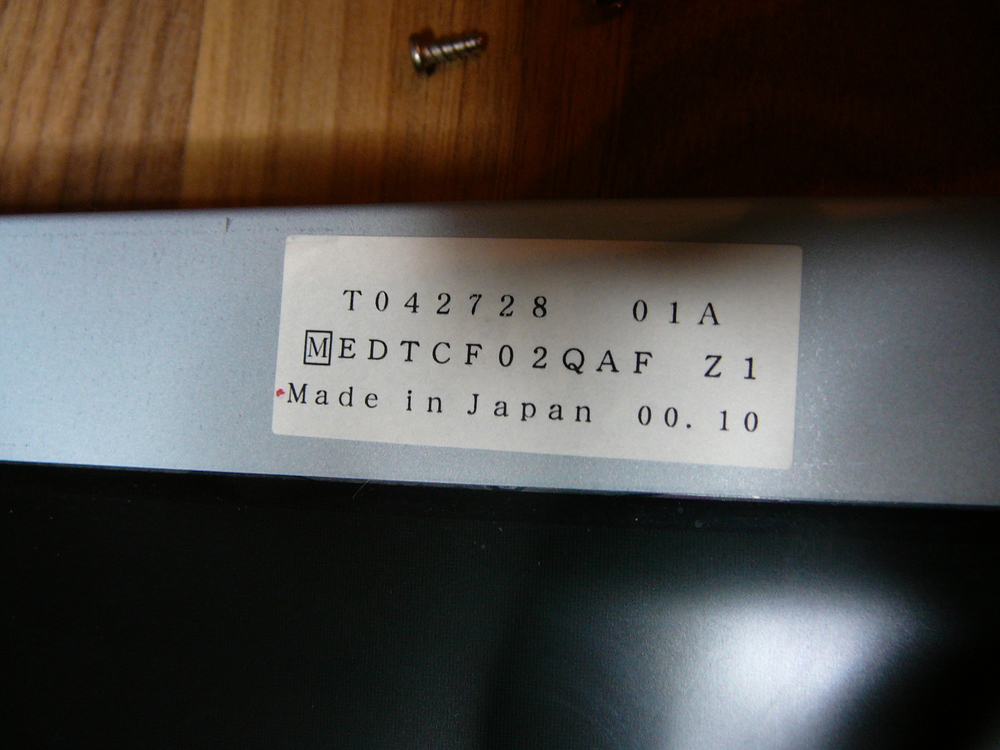 T042728 01A
MEDTCF02QAF Z1
Made in Japan 00.10